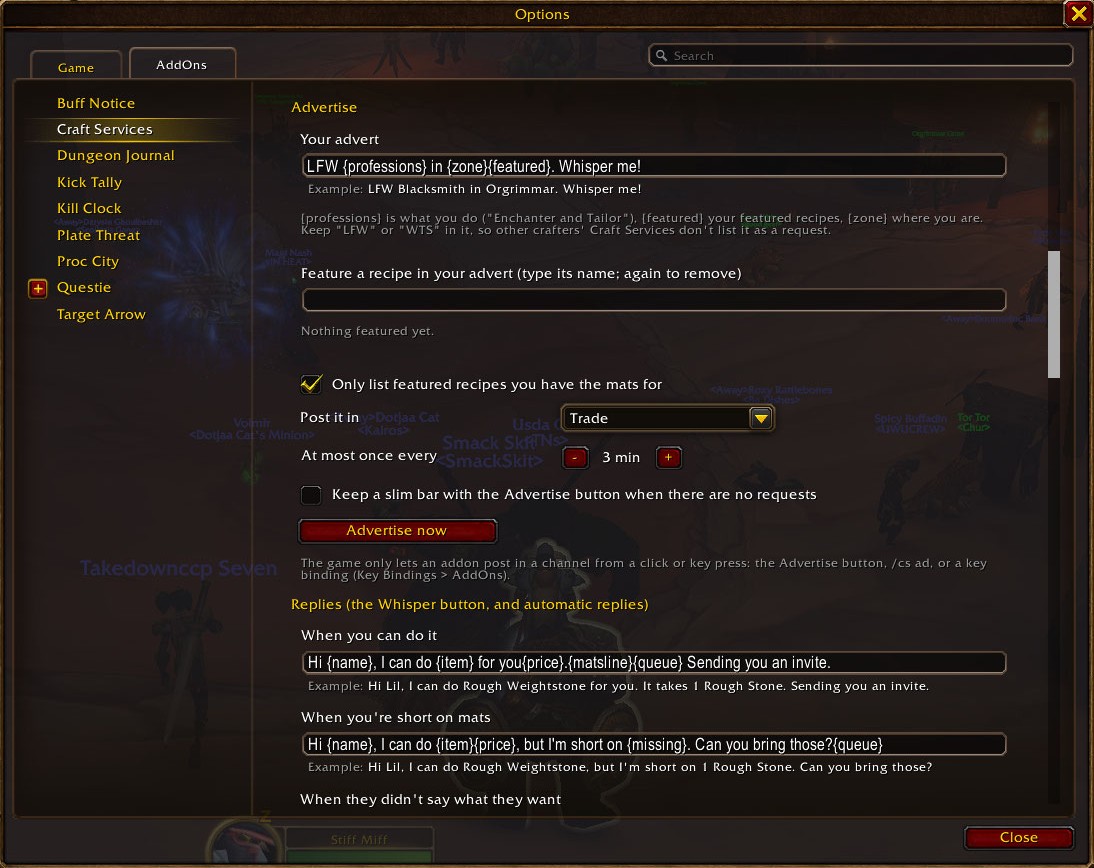 Options
Game
AddOns
Search
Buff Notice
Craft Services
Dungeon Journal
Kick Tally
Kill Clock
Plate Threat
Proc City
Questie
Target Arrow
Advertise
Your advert
LFW {professions} in {zone}{featured}. Whisper me!
Example: LFW Blacksmith in Orgrimmar. Whisper me!
{professions} is what you do ("Enchanter and Tailor"), {featured} your featured recipes, {zone} where you are.
Keep "LFW" or "WTS" in it, so other crafters' Craft Services don't list it as a request.
Feature a recipe in your advert (type its name; again to remove)
Nothing featured yet.
Only list featured recipes you have the mats for
Post it in
Trade
At most once every
- 3 min +
Keep a slim bar with the Advertise button when there are no requests
Advertise now
The game only lets an addon post in a channel from a click or key press: the Advertise button, /cs ad, or a key
binding (Key Bindings > AddOns).
Replies (the Whisper button, and automatic replies)
When you can do it
Hi {name}, I can do {item} for you{price}.{matsline}{queue} Sending you an invite.
Example: Hi Lil, I can do Rough Weightstone for you. It takes 1 Rough Stone. Sending you an invite.
When you're short on mats
Hi {name}, I can do {item}{price}, but I'm short on {missing}. Can you bring those?{queue}
Example: Hi Lil, I can do Rough Weightstone, but I'm short on 1 Rough Stone. Can you bring those?
When they didn't say what they want
Close
Takedownccp Seven
Volmih
<Dotjaa Cat's Minion>
<Kairos>
<SmackSkit>
Tor Toz
<Chur>
Stiff Miff